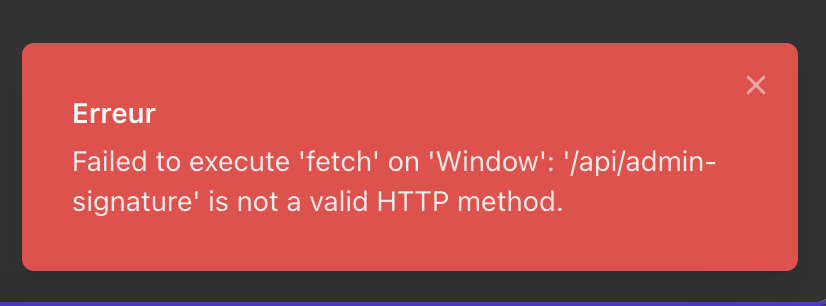 Erreur
Failed to execute 'fetch' on 'Window': '/api/admin-
signature' is not a valid HTTP method.